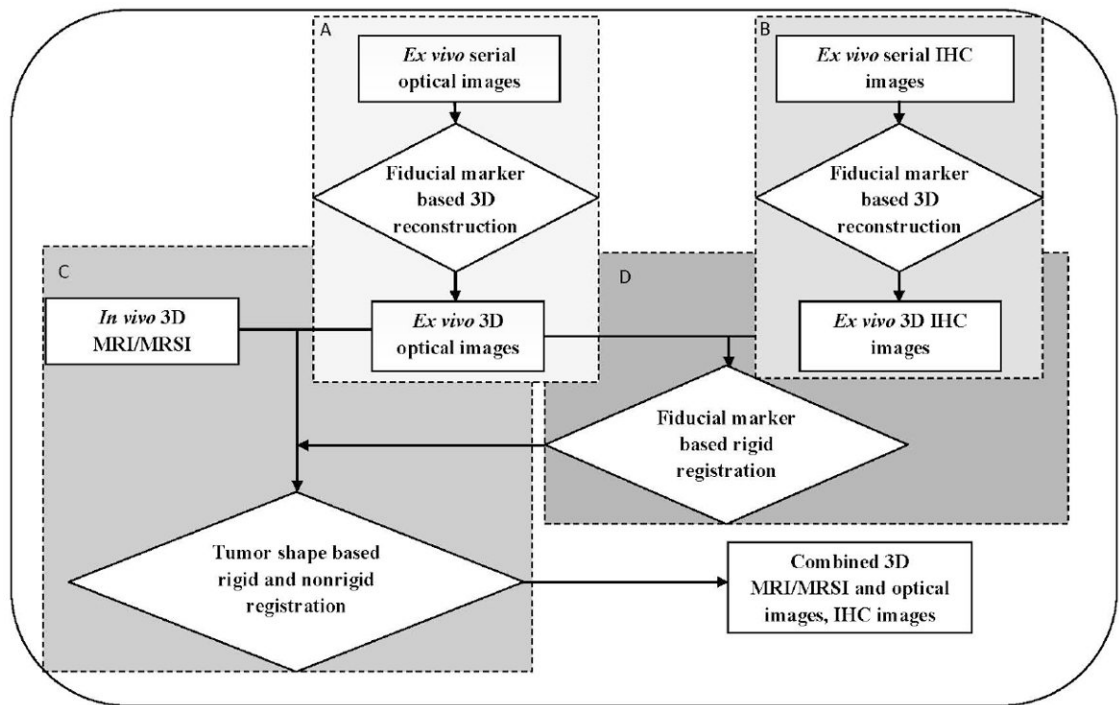 A
Ex vivo serial
optical images
Fiducial marker
based 3D
reconstruction
Ex vivo 3D
optical images
B
Ex vivo serial IHC
images
Fiducial marker
based 3D
reconstruction
Ex vivo 3D IHC
images
C
In vivo 3D
MRI/MRSI
D
Fiducial marker
based rigid
registration
Tumor shape based
rigid and nonrigid
registration
Combined 3D
MRI/MRSI and optical
images, IHC images